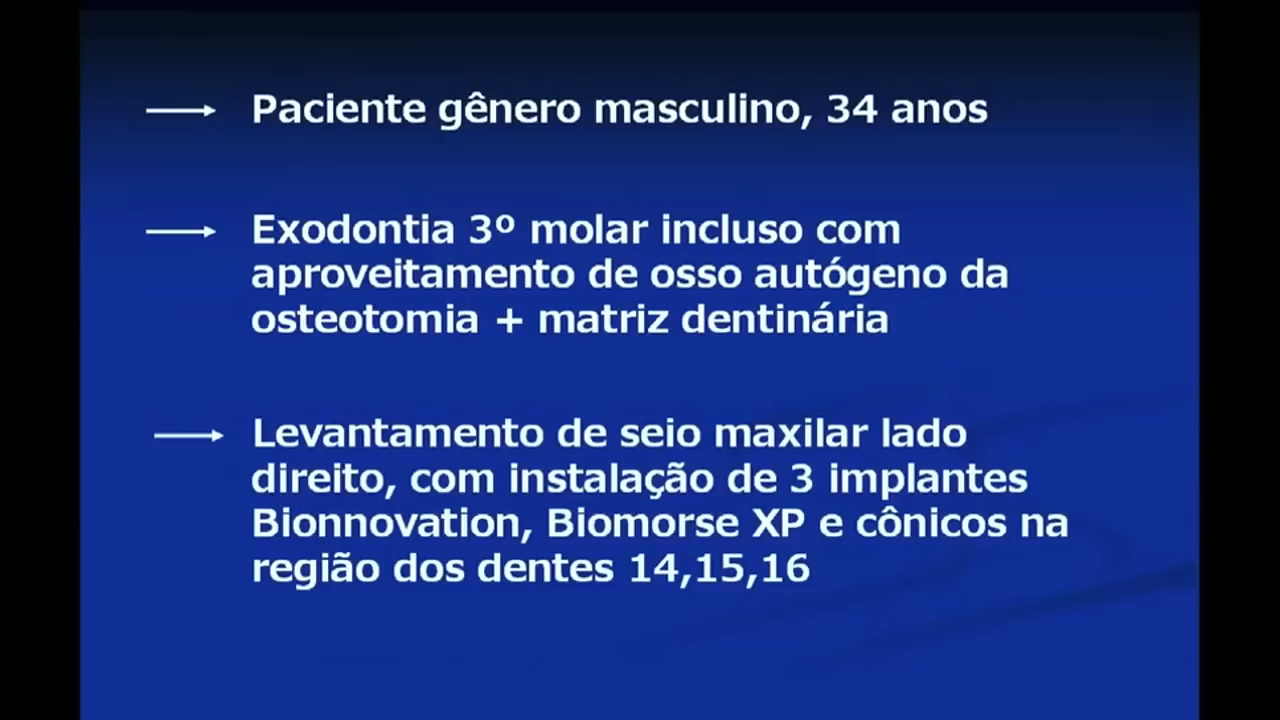 Paciente gênero masculino, 34 anos
Exodontia 3º molar incluso com
aproveitamento de osso autógeno da
osteotomia + matriz dentinária
Levantamento de seio maxilar lado
direito, com instalação de 3 implantes
Bionnovation, Biomorse XP e cônicos na
região dos dentes 14,15,16